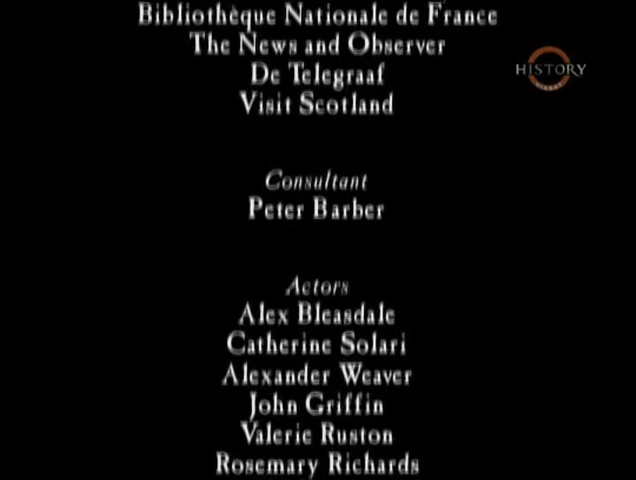 Bibliothèque Nationale de France
The News and Observer
De Telegraaf
Visit Scotland
HISTORY
VIASAT
Consultant
Peter Barber
Actors
Alex Bleasdale
Catherine Solari
Alexander Weaver
John Griffin
Valerie Ruston
Rosemary Richards